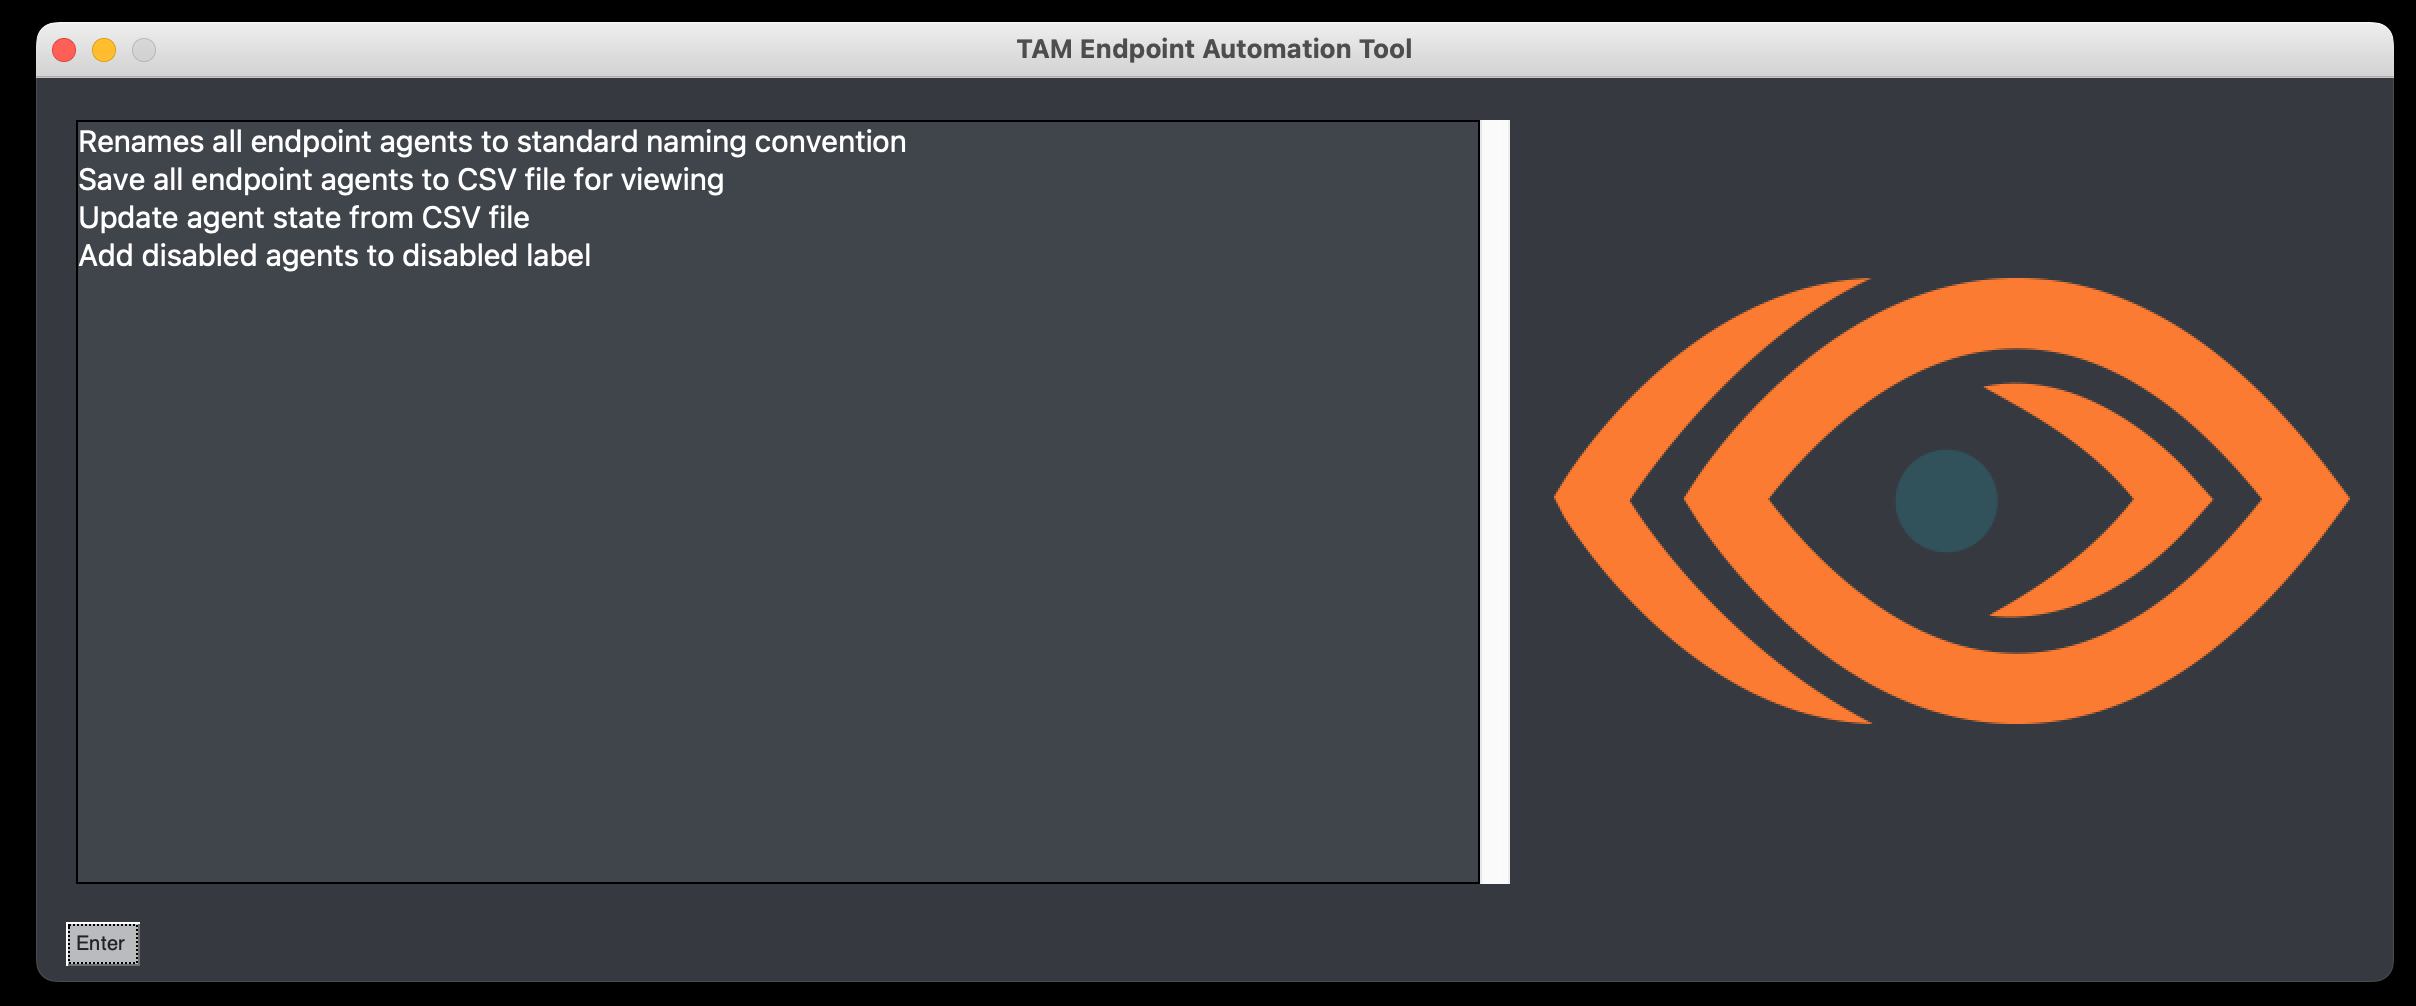 TAM Endpoint Automation Tool
Renames all endpoint agents to standard naming convention
Save all endpoint agents to CSV file for viewing
Update agent state from CSV file
Add disabled agents to disabled label
Enter